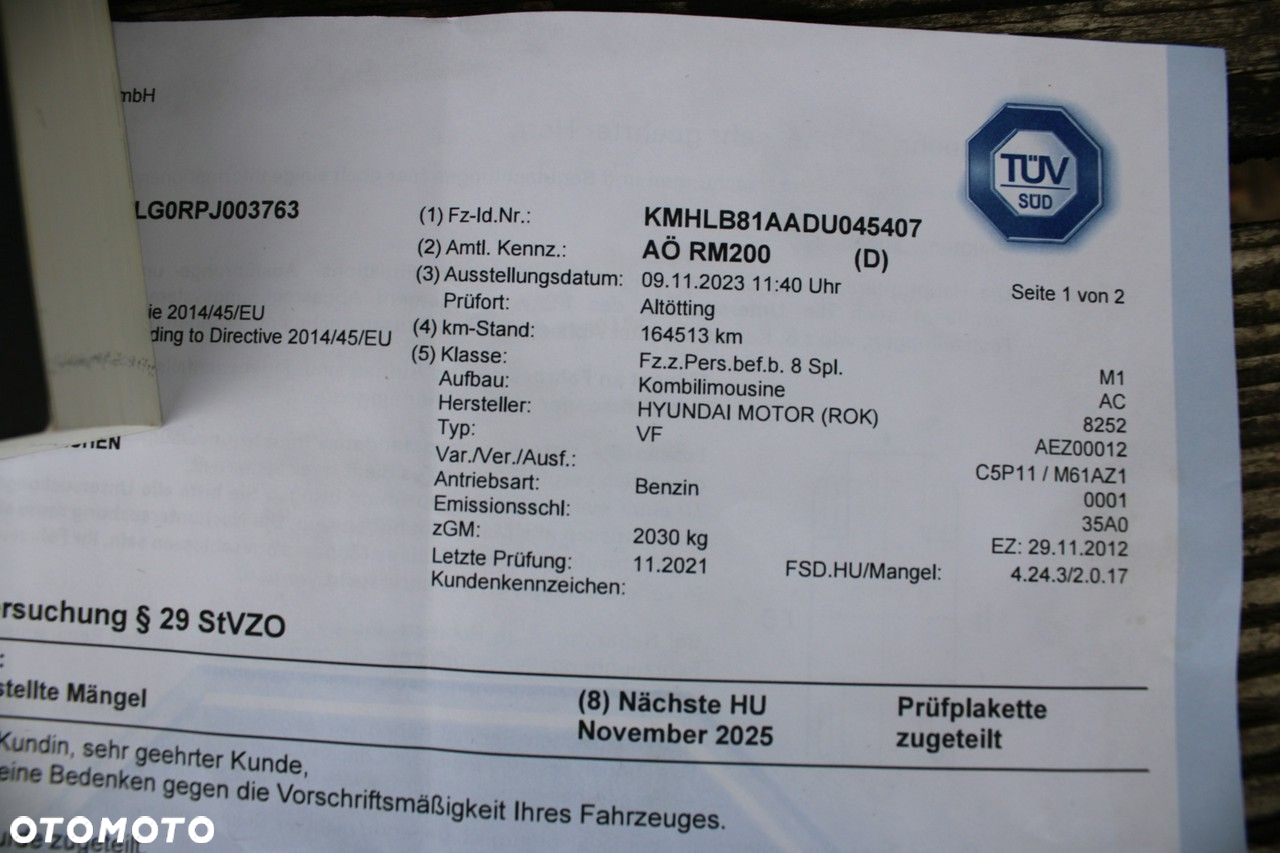 mbH
TÜV
SÜD
LG0RPJ003763
(1) Fz-Id.Nr.: KMHLB81AADU045407
(2) Amtl. Kennz.: AÖ RM200 (D)
(3) Ausstellungsdatum: 09.11.2023 11:40 Uhr
Seite 1 von 2
Prüfort: Altötting
ie 2014/45/EU
ding to Directive 2014/45/EU
(4) km-Stand: 164513 km
(5) Klasse: Fz.z.Pers.bef.b. 8 Spl. M1
Aufbau: Kombilimousine AC
Hersteller: HYUNDAI MOTOR (ROK) 8252
Typ: VF AEZ00012
Var./Ver./Ausf.: C5P11 / M61AZ1
Antriebsart: Benzin 0001
Emissionsschl: 35A0
zGM: 2030 kg EZ: 29.11.2012
Letzte Prüfung: 11.2021 FSD.HU/Mangel: 4.24.3/2.0.17
Kundenkennzeichen:
rsuchung § 29 StVZO
:
stellte Mängel
(8) Nächste HU
November 2025
Prüfplakette
zugeteilt
Kundin, sehr geehrter Kunde,
eine Bedenken gegen die Vorschriftsmäßigkeit Ihres Fahrzeuges.
OTOMOTO